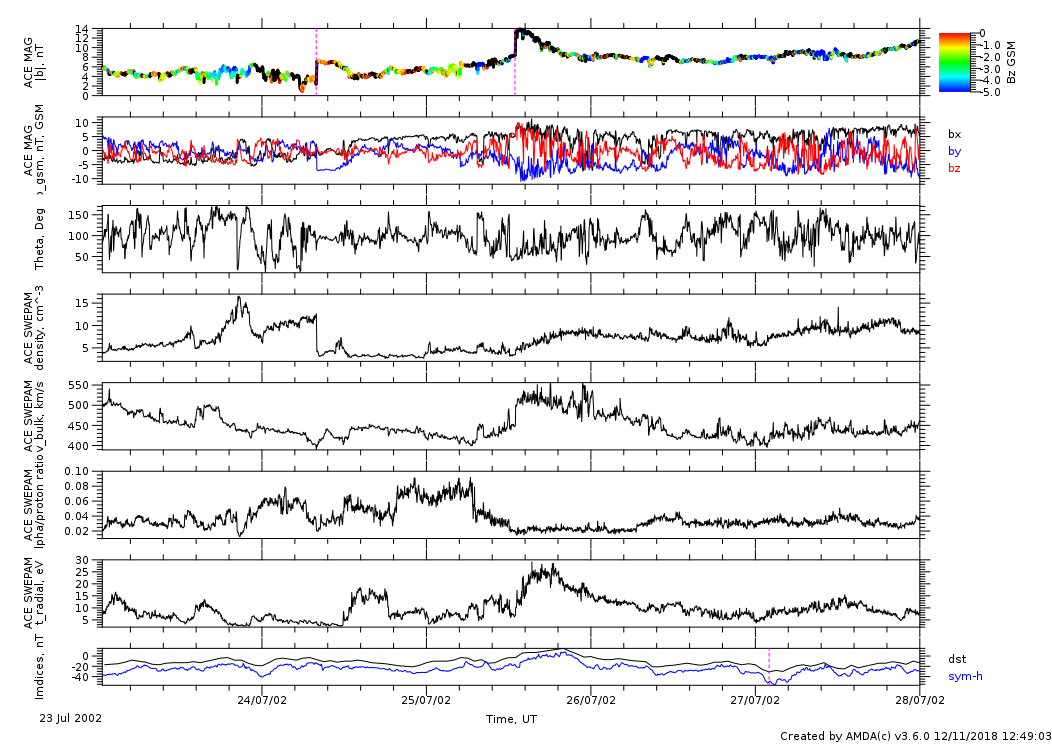 ACE MAG
|b|, nT
14
12
10
8
6
4
2
0
0
-1.0
-2.0
-3.0
-4.0
-5.0
Bz GSM
ACE MAG
b_gsm, nT, GSM
10
5
0
-5
-10
bx
by
bz
Theta, Deg
150
100
50
ACE SWEPAM
density, cm^-3
15
10
5
ACE SWEPAM
v_bulk, km/s
550
500
450
400
ACE SWEPAM
lpha/proton ratio
0.10
0.08
0.06
0.04
0.02
ACE SWEPAM
t_radial, eV
30
25
20
15
10
5
Imdices, nT
0
-20
-40
dst
sym-h
24/07/02
25/07/02
26/07/02
27/07/02
28/07/02
23 Jul 2002
Time, UT
Created by AMDA(c) v3.6.0 12/11/2018 12:49:03